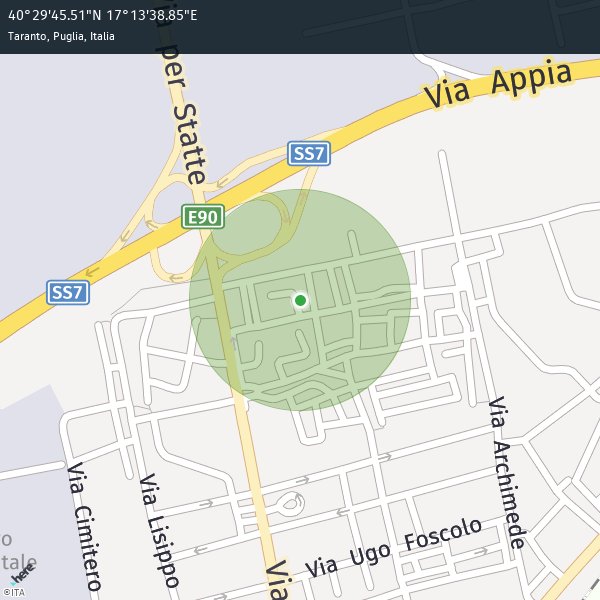 40°29'45.51"N 17°13'38.85"E
Taranto, Puglia, Italia
Via per Statte
Via Appia
SS7
E90
SS7
Via Archimede
Via Cimitero
Via Lisippo
Via Ugo Foscolo
Via
tale
here
©ITA